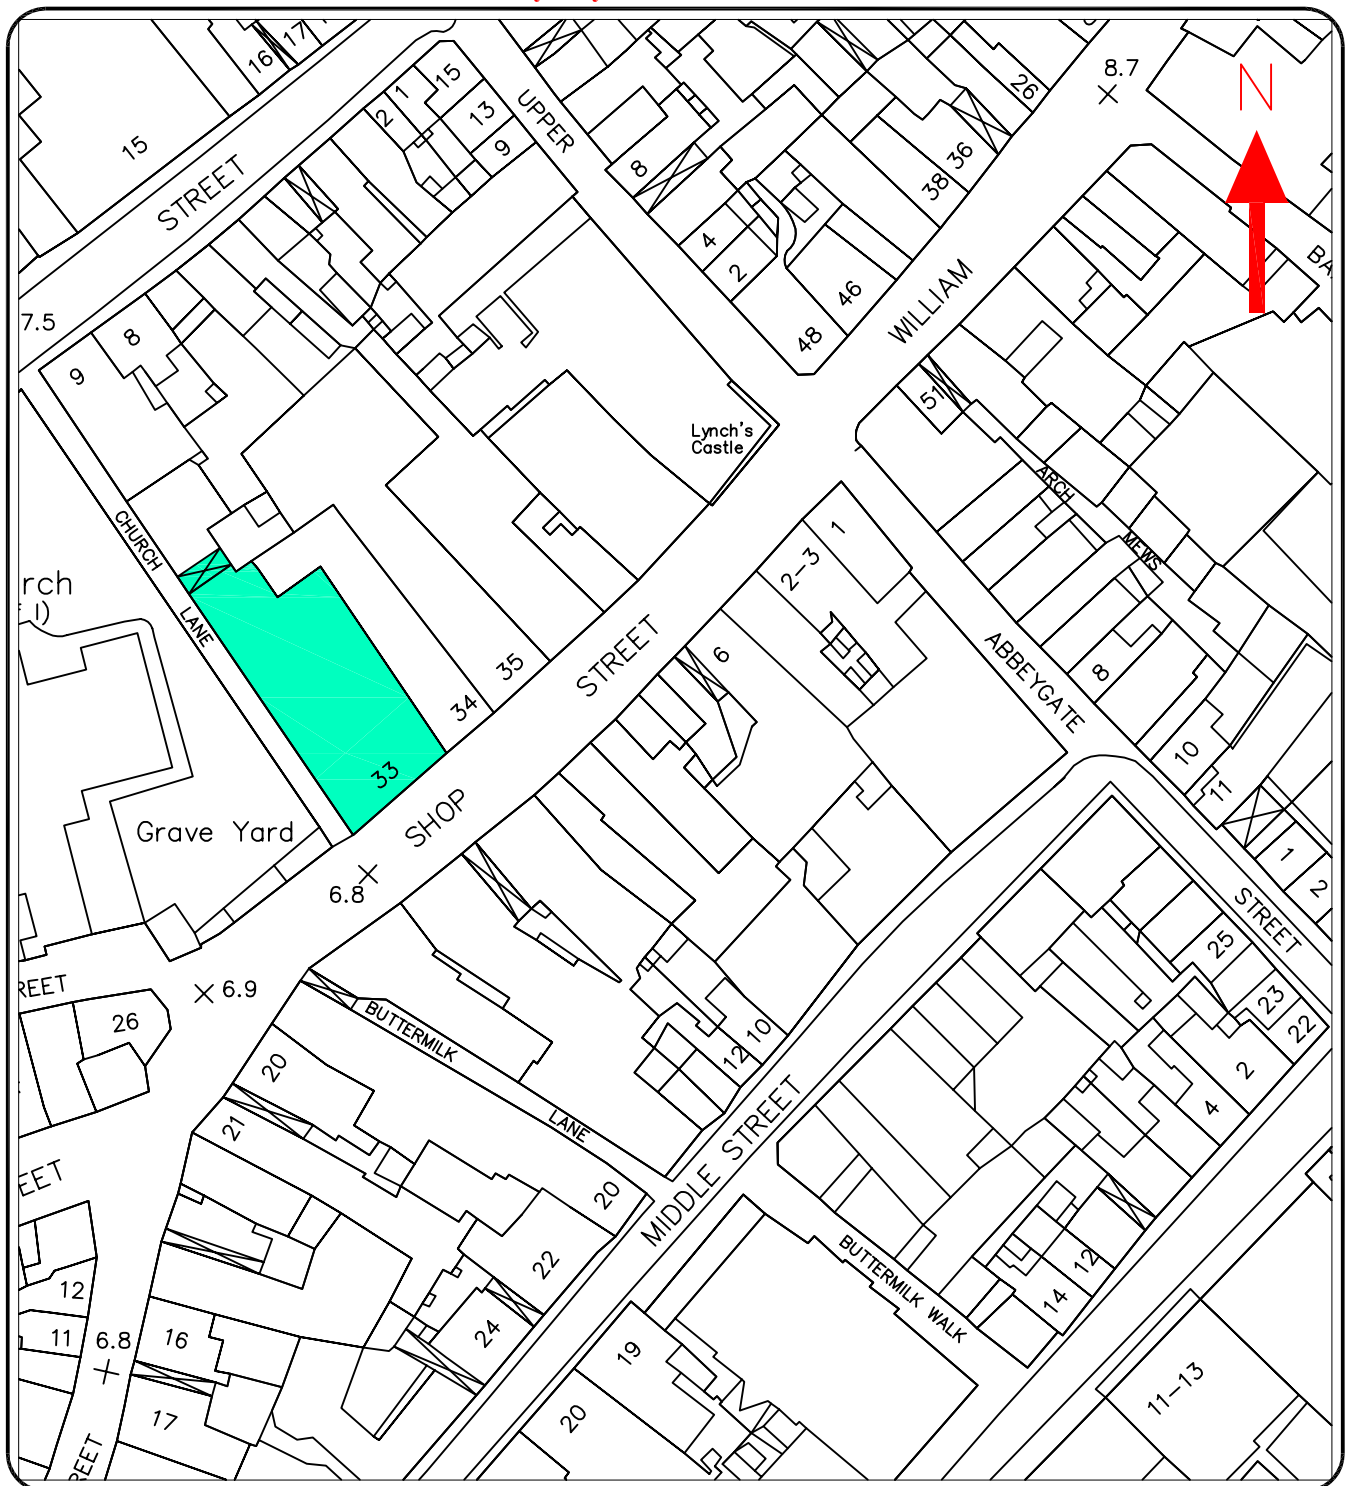 16
17
15
STREET
2
1
15
13
9
UPPER
8
4
2
26
36
38
46
48
8.7
N
WILLIAM
7.5
8
9
Lynch's
Castle
51
ARCH
MEWS
CHURCH
LANE
rch
1
2-3
6
STREET
ABBEYGATE
8
10
11
1
2
35
34
33
SHOP
Grave Yard
6.8
6.9
REET
26
BUTTERMILK
LANE
20
21
EET
12
11
6.8
16
17
REET
20
22
24
10
12
MIDDLE STREET
STREET
25
23
22
2
4
12
14
BUTTERMILK WALK
19
20
11-13